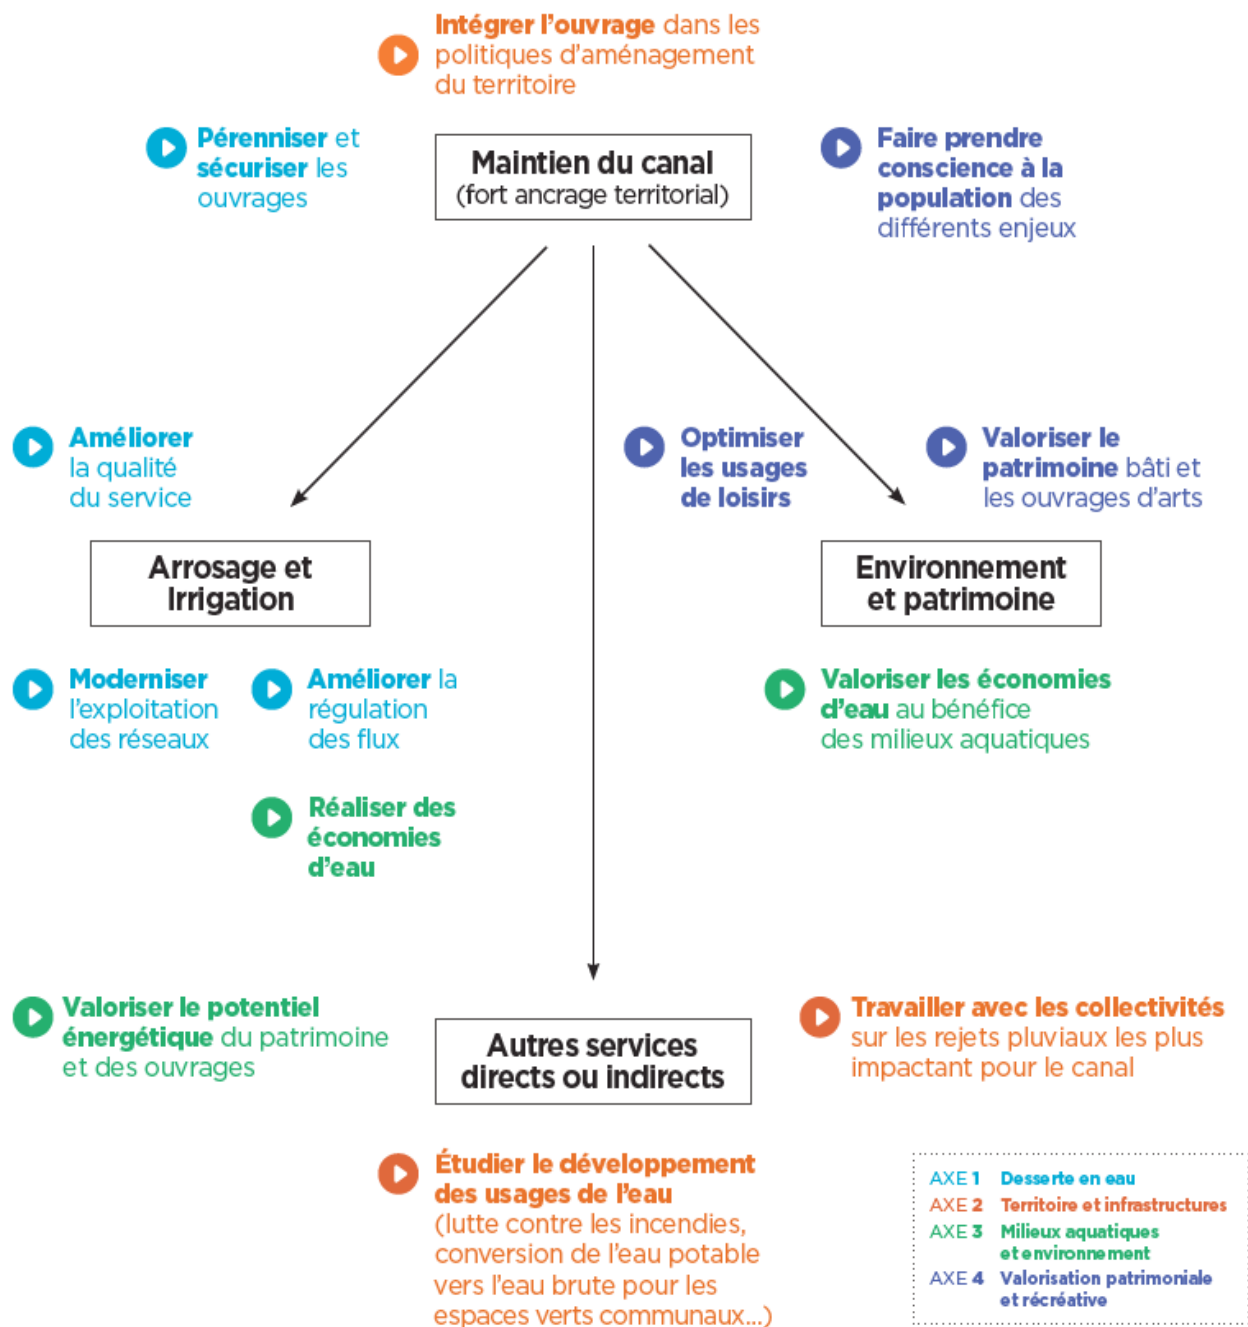 Intégrer l'ouvrage dans les
politiques d'aménagement
du territoire
Pérenniser et
sécuriser les
ouvrages
Maintien du canal
(fort ancrage territorial)
Faire prendre
conscience à la
population des
différents enjeux
Améliorer
la qualité
du service
Optimiser
les usages
de loisirs
Valoriser le
patrimoine bâti et
les ouvrages d'arts
Arrosage et
Irrigation
Environnement
et patrimoine
Moderniser
l'exploitation
des réseaux
Améliorer la
régulation
des flux
Valoriser les économies
d'eau au bénéfice
des milieux aquatiques
Réaliser des
économies
d'eau
Valoriser le potentiel
énergétique du patrimoine
et des ouvrages
Autres services
directs ou indirects
Travailler avec les collectivités
sur les rejets pluviaux les plus
impactant pour le canal
Étudier le développement
des usages de l'eau
(lutte contre les incendies,
conversion de l'eau potable
vers l'eau brute pour les
espaces verts communaux...)
AXE 1 Desserte en eau
AXE 2 Territoire et infrastructures
AXE 3 Milieux aquatiques
et environnement
AXE 4 Valorisation patrimoniale
et récréative